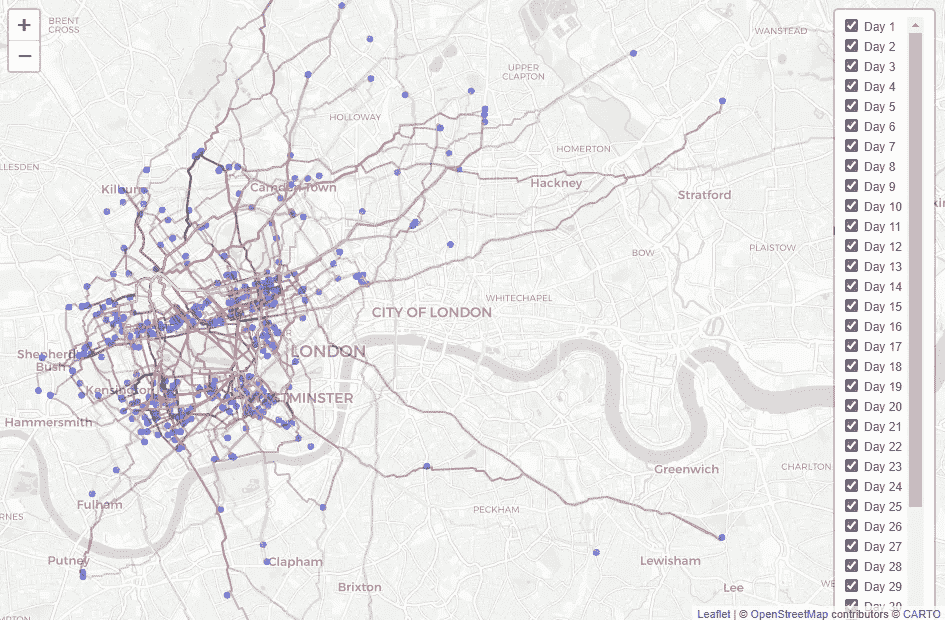 +
−
BRENT
CROSS
WANSTEAD
UPPER
CLAPTON
HOLLOWAY
HOMERTON
LESDEN
Kilburn
Camden Town
Hackney
Stratford
BOW
PLAISTOW
WHITECHAPEL
CITY OF LONDON
LONDON
Shepherd's
Bush
Kensington
Hammersmith
Greenwich
CHARLTON
Fulham
RNES
PECKHAM
Putney
Clapham
Lewisham
Brixton
Lee
Day 1
Day 2
Day 3
Day 4
Day 5
Day 6
Day 7
Day 8
Day 9
Day 10
Day 11
Day 12
Day 13
Day 14
Day 15
Day 16
Day 17
Day 18
Day 19
Day 20
Day 21
Day 22
Day 23
Day 24
Day 25
Day 26
Day 27
Day 28
Day 29
Leaflet | © OpenStreetMap contributors © CARTO